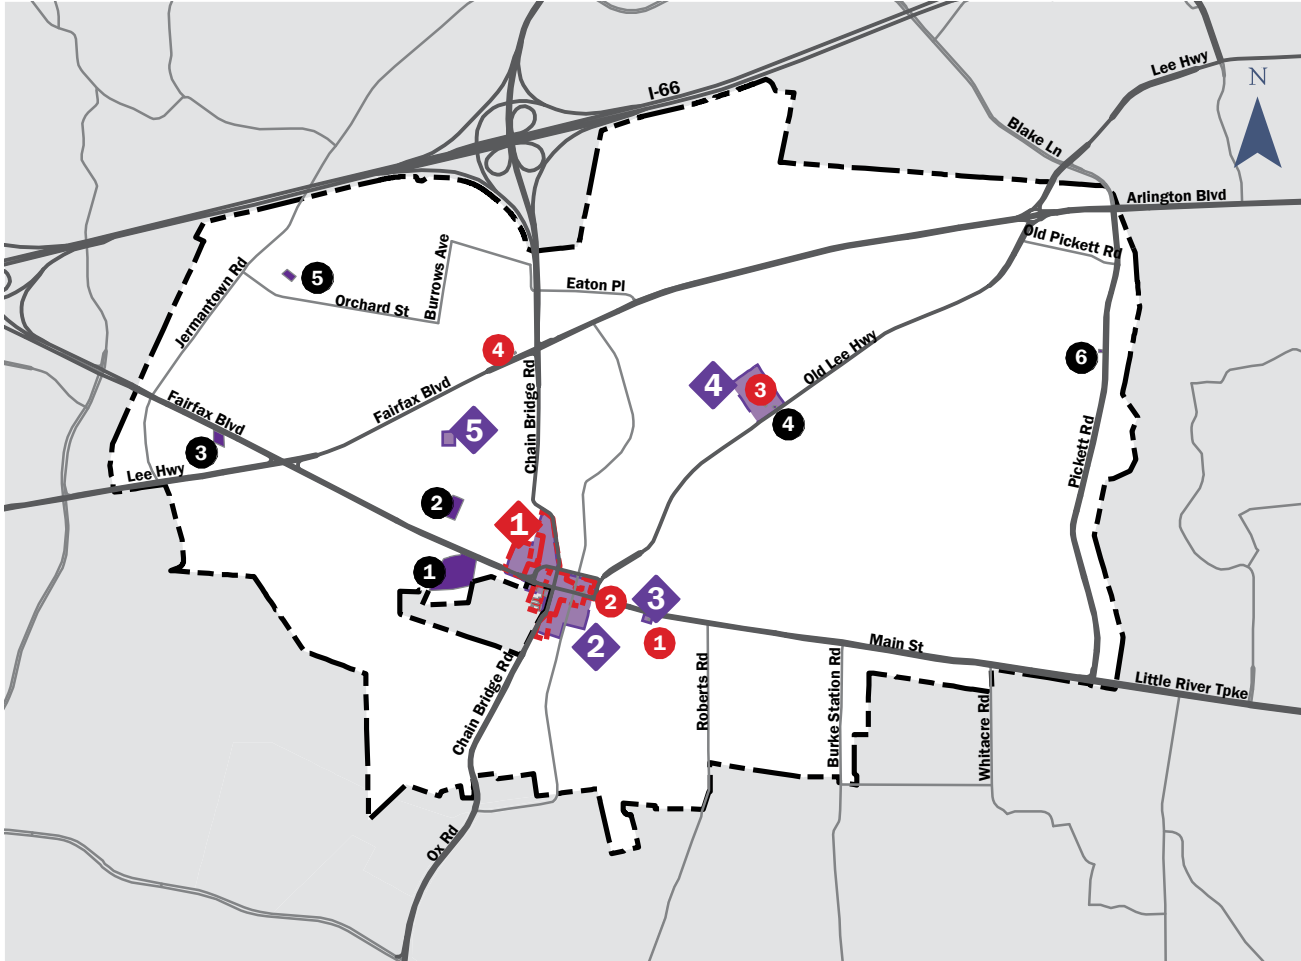 Lee Hwy
N
I-66
Blake Ln
Arlington Blvd
Old Pickett Rd
Burrows Ave
Jermantown Rd
5
Eaton Pl
Orchard St
4
Old Lee Hwy
6
Chain Bridge Rd
Fairfax Blvd
Fairfax Blvd
4
3
4
5
3
Pickett Rd
Lee Hwy
2
1
1
2
3
2
1
Main St
Roberts Rd
Burke Station Rd
Whitacre Rd
Little River Tpke
Chain Bridge Rd
Ox Rd